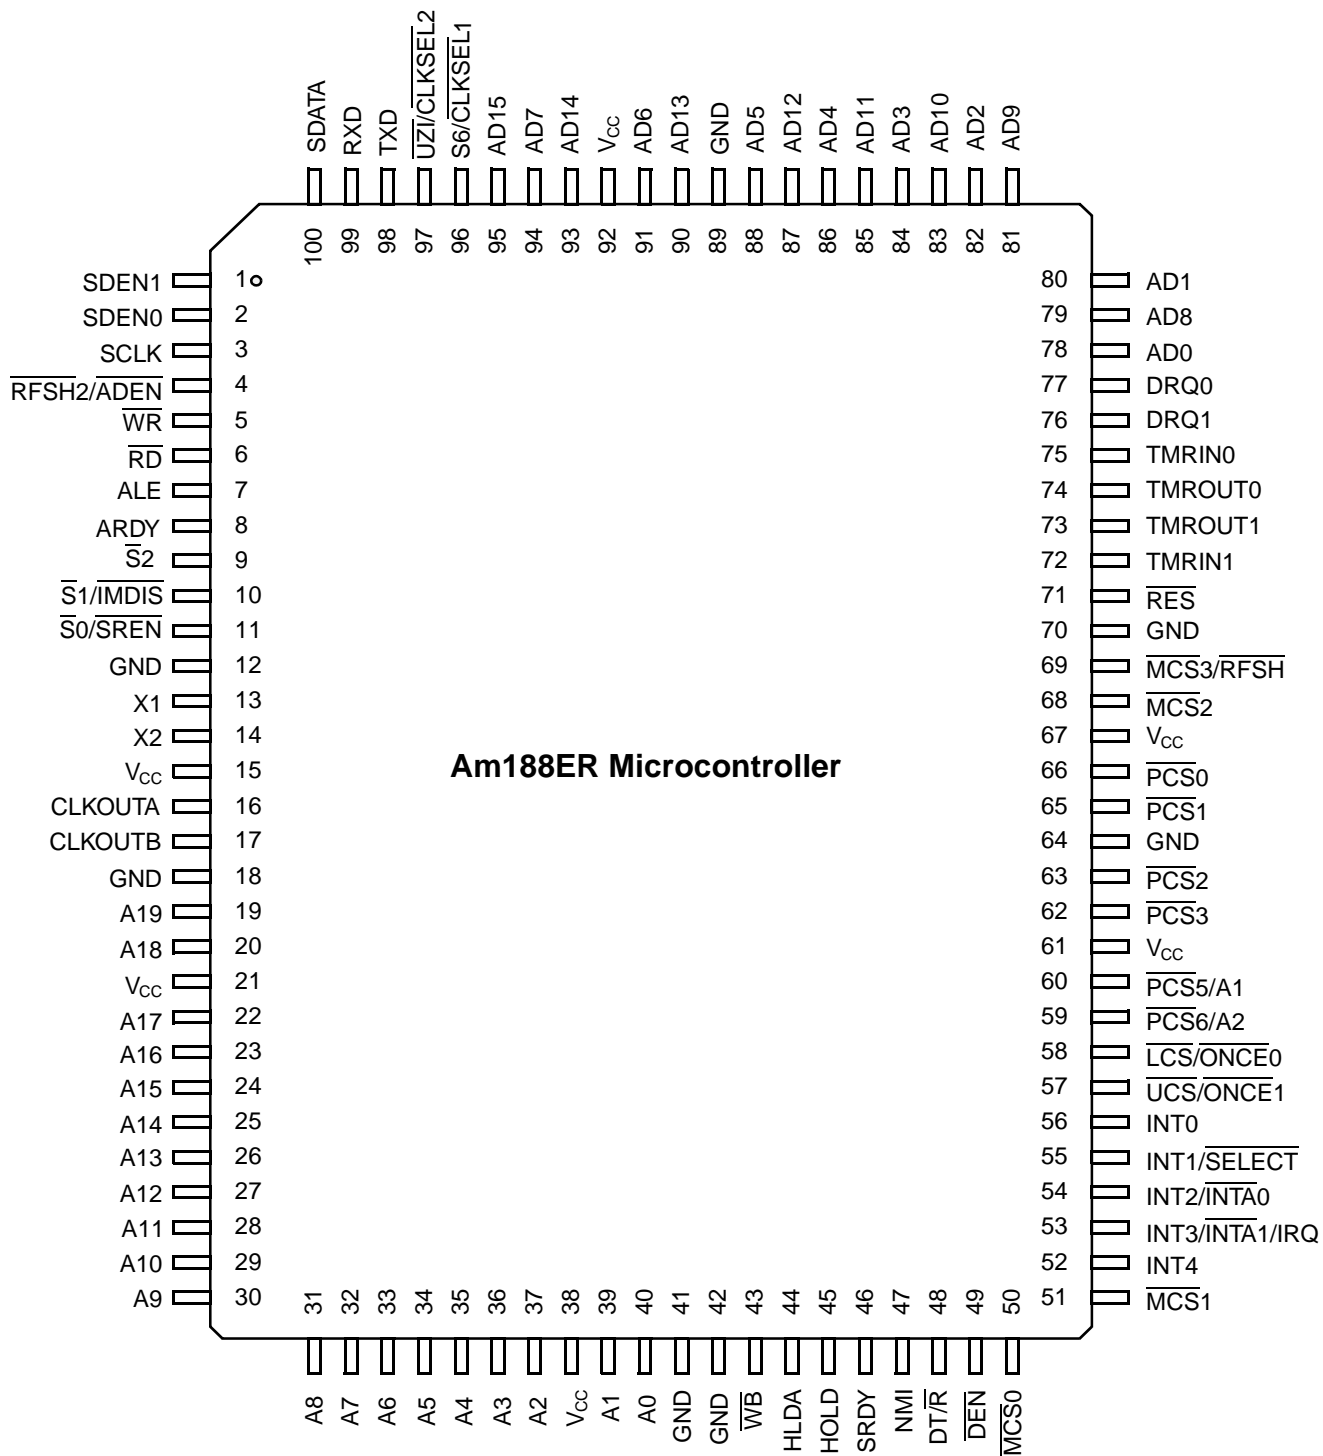 SDATA
RXD
TXD
UZI/CLKSEL2
S6/CLKSEL1
AD15
AD7
AD14
VCC
AD6
AD13
GND
AD5
AD12
AD4
AD11
AD3
AD10
AD2
AD9
100
99
98
97
96
95
94
93
92
91
90
89
88
87
86
85
84
83
82
81
SDEN1 1 80 AD1
SDEN0 2 79 AD8
SCLK 3 78 AD0
RFSH2/ADEN 4 77 DRQ0
WR 5 76 DRQ1
RD 6 75 TMRIN0
ALE 7 74 TMROUT0
ARDY 8 73 TMROUT1
S2 9 72 TMRIN1
S1/IMDIS 10 71 RES
S0/SREN 11 70 GND
GND 12 69 MCS3/RFSH
X1 13 68 MCS2
X2 14 67 VCC
VCC 15 66 PCS0
Am188ER Microcontroller
CLKOUTA 16 65 PCS1
CLKOUTB 17 64 GND
GND 18 63 PCS2
A19 19 62 PCS3
A18 20 61 VCC
VCC 21 60 PCS5/A1
A17 22 59 PCS6/A2
A16 23 58 LCS/ONCE0
A15 24 57 UCS/ONCE1
A14 25 56 INT0
A13 26 55 INT1/SELECT
A12 27 54 INT2/INTA0
A11 28 53 INT3/INTA1/IRQ
A10 29 52 INT4
A9 30 51 MCS1
31
32
33
34
35
36
37
38
39
40
41
42
43
44
45
46
47
48
49
50
A8
A7
A6
A5
A4
A3
A2
VCC
A1
A0
GND
GND
WB
HLDA
HOLD
SRDY
NMI
DT/R
DEN
MCS0